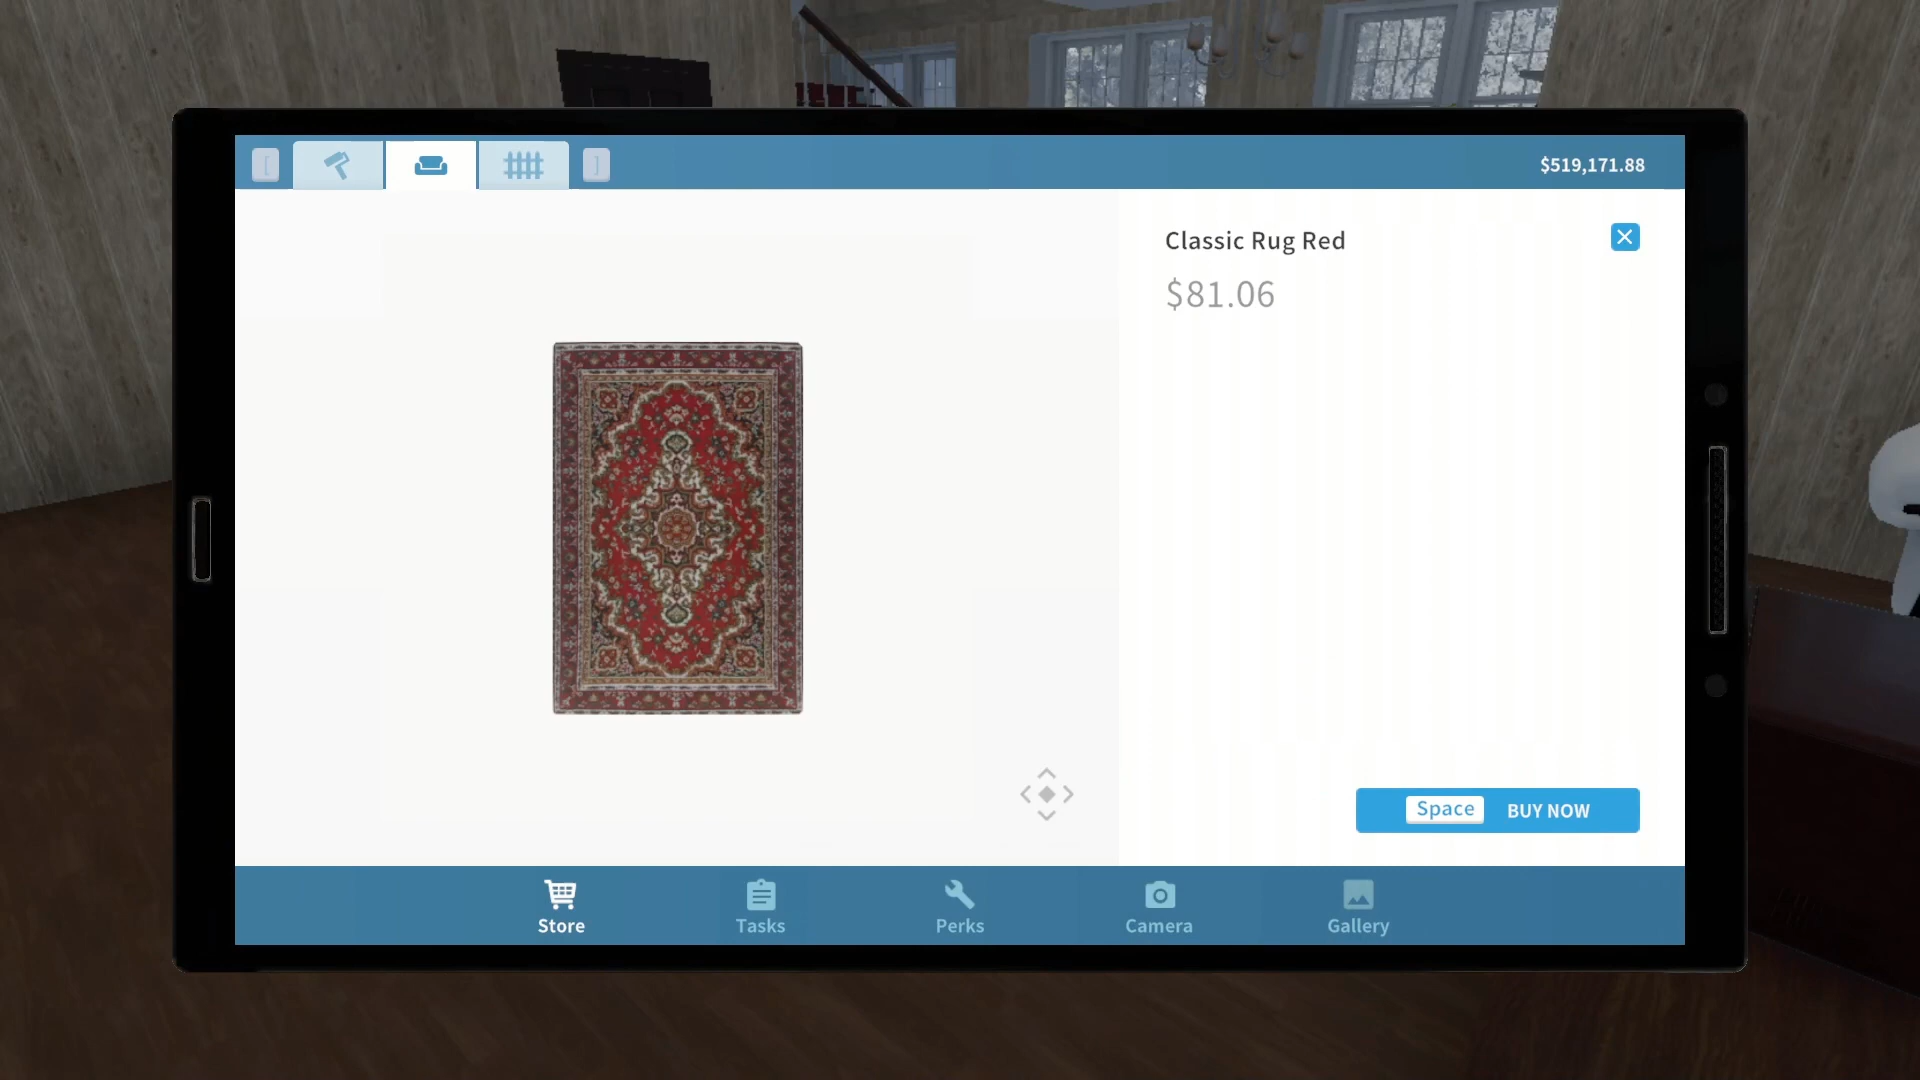 [
]
$519,171.88
Classic Rug Red
$81.06
Space BUY NOW
Store
Tasks
Perks
Camera
Gallery